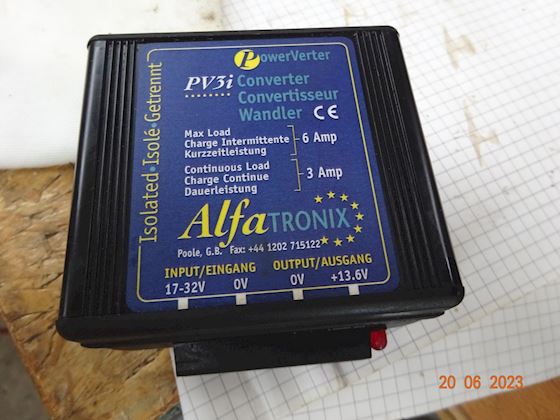 PowerVerter
PV3i Converter
Convertisseur
Wandler CE
Isolated·Isolé·Getrennt
Max Load
Charge Intermittente
Kurzzeitleistung
6 Amp
Continuous Load
Charge Continue
Dauerleistung
3 Amp
AlfaTRONIX
Poole, G.B. Fax: +44 1202 715122
INPUT/EINGANG OUTPUT/AUSGANG
17-32V 0V 0V +13.6V
20 06 2023